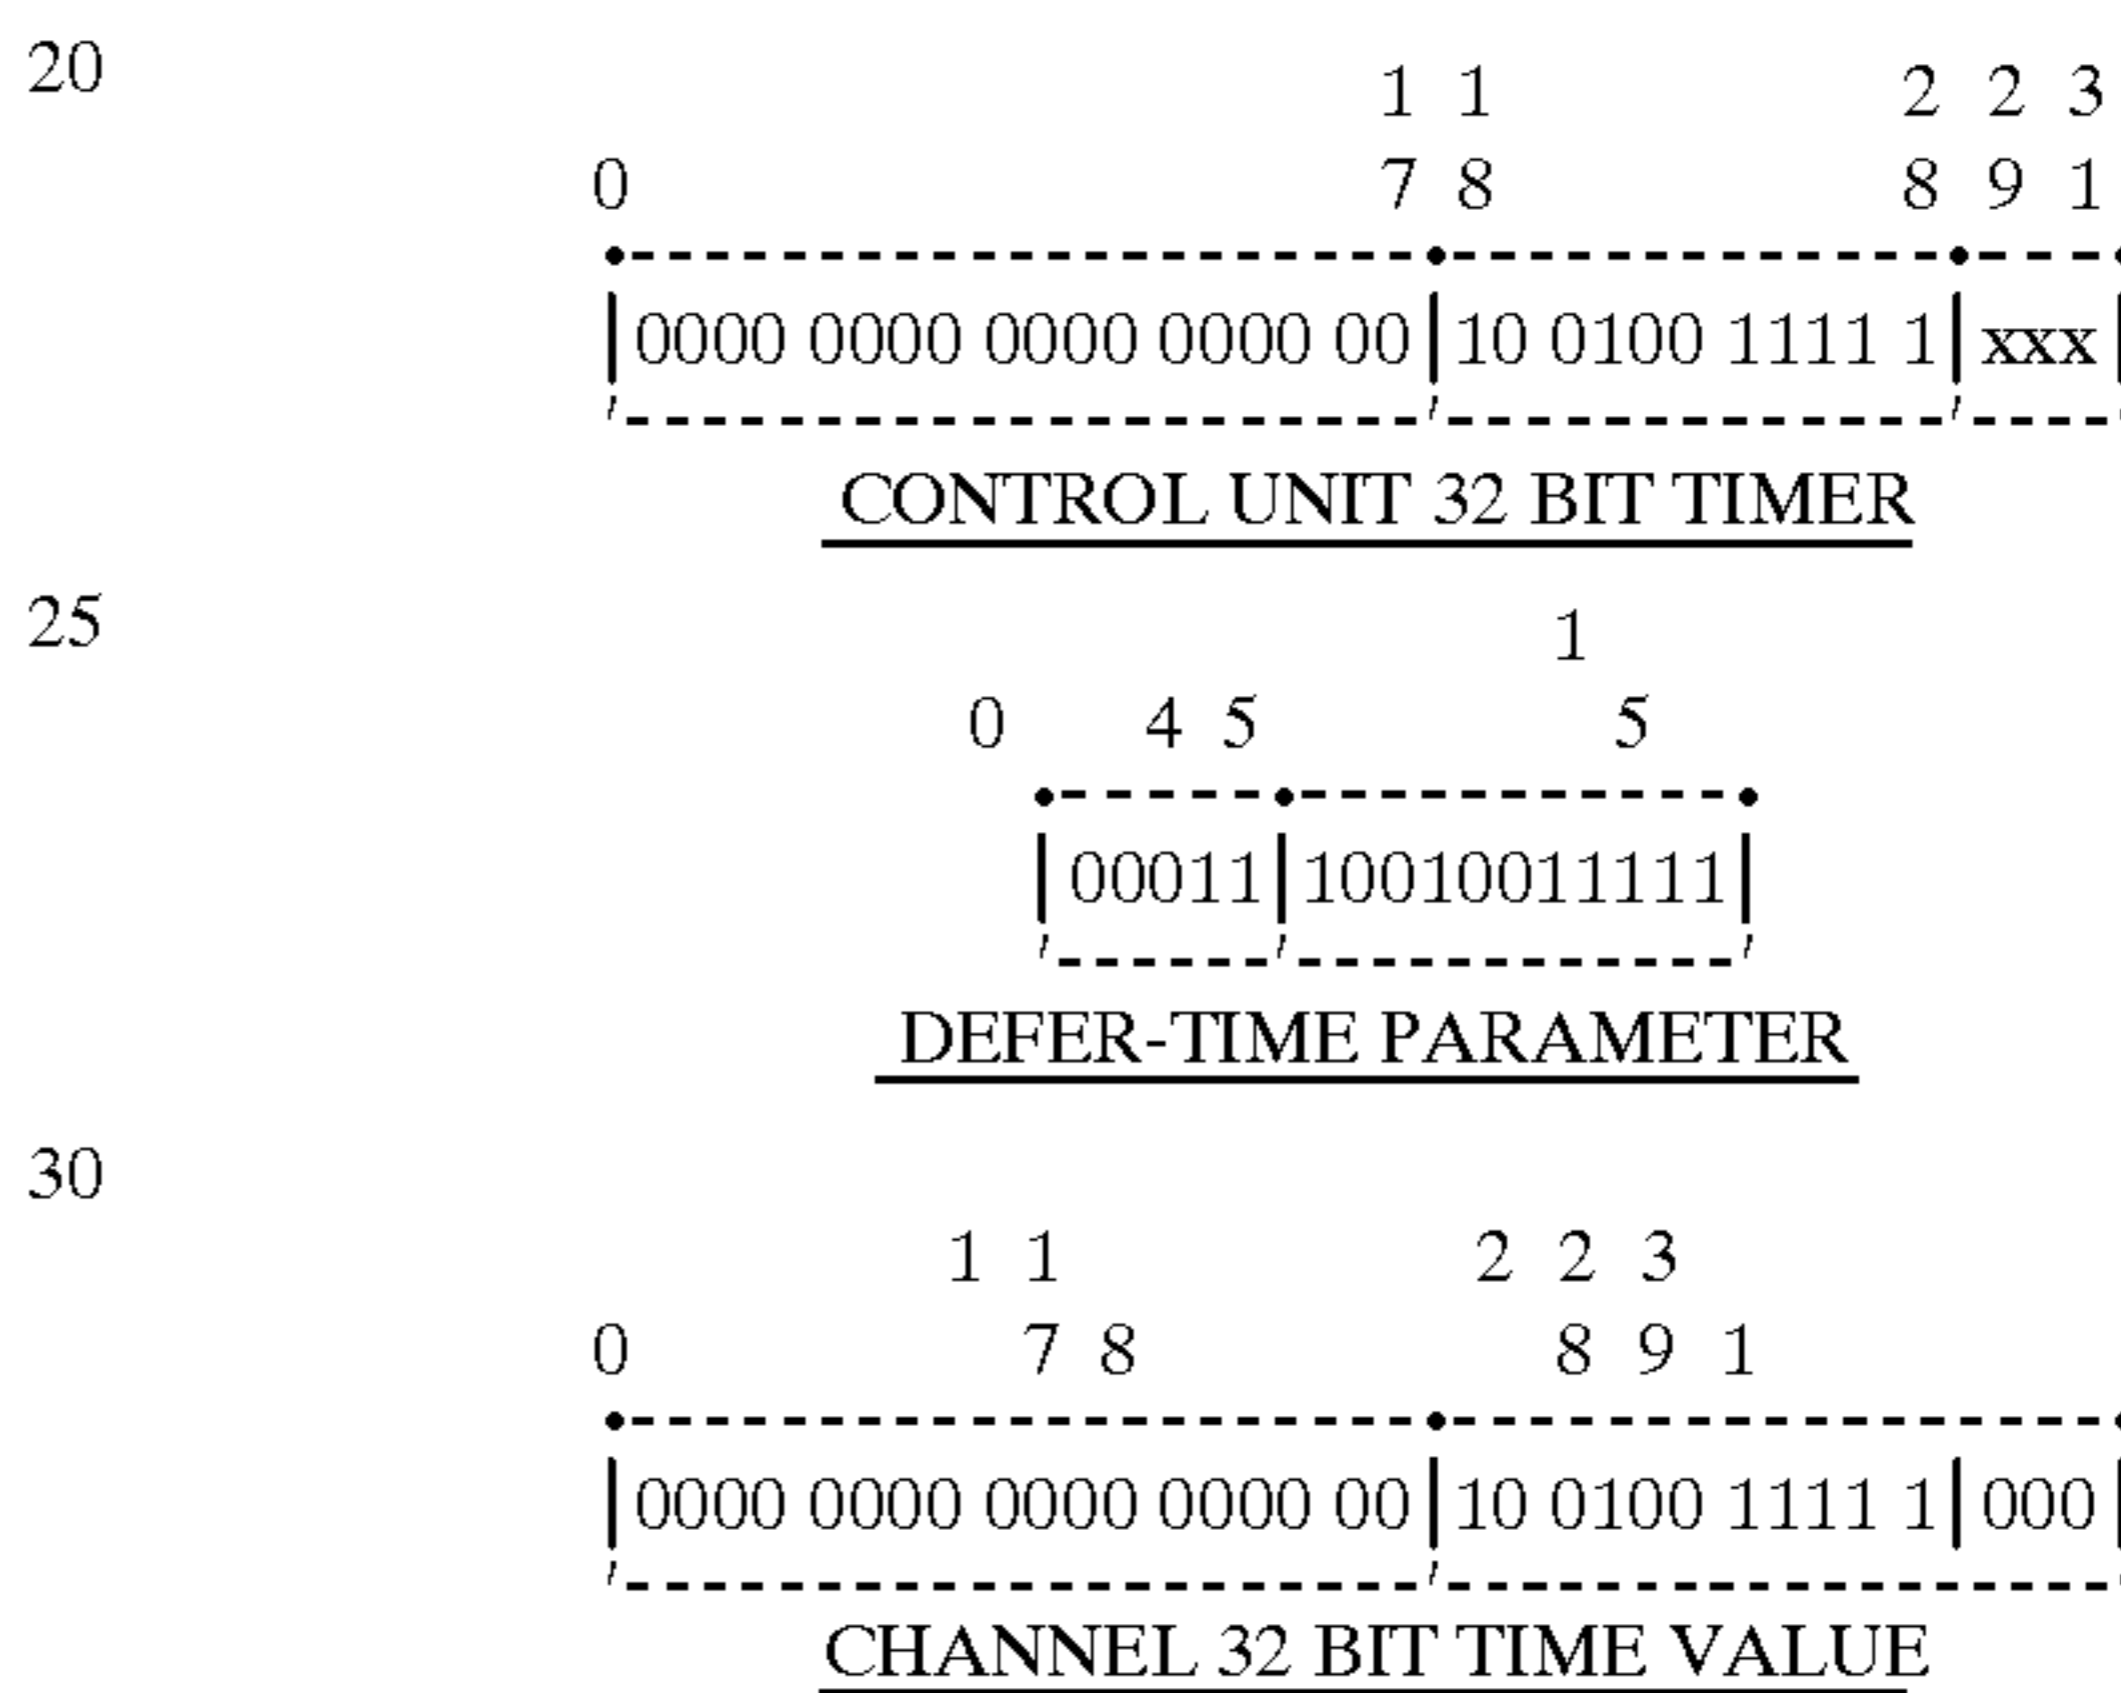 20
1 1 2 2 3
0 7 8 8 9 1
|0000 0000 0000 0000 00|10 0100 1111 1|xxx|
CONTROL UNIT 32 BIT TIMER
25
1
0 4 5 5
|00011|10010011111|
DEFER-TIME PARAMETER
30
1 1 2 2 3
0 7 8 8 9 1
|0000 0000 0000 0000 00|10 0100 1111 1|000|
CHANNEL 32 BIT TIME VALUE